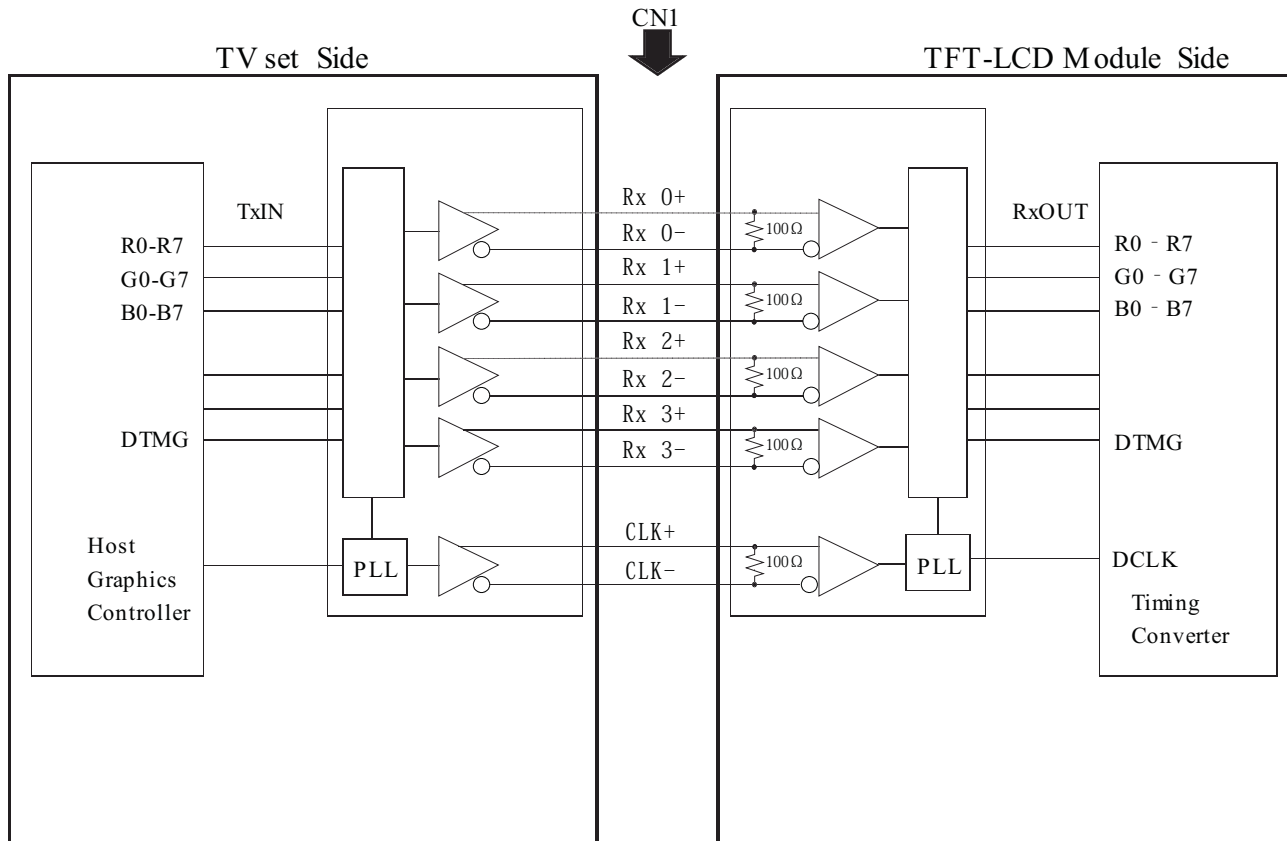 CN1
TV set Side
TFT-LCD Module Side
TxIN
R0-R7
G0-G7
B0-B7
DTMG
Host
Graphics
Controller
PLL
Rx 0+
Rx 0-
Rx 1+
Rx 1-
Rx 2+
Rx 2-
Rx 3+
Rx 3-
CLK+
CLK-
100Ω
100Ω
100Ω
100Ω
100Ω
PLL
RxOUT
R0 - R7
G0 - G7
B0 - B7
DTMG
DCLK
Timing
Converter